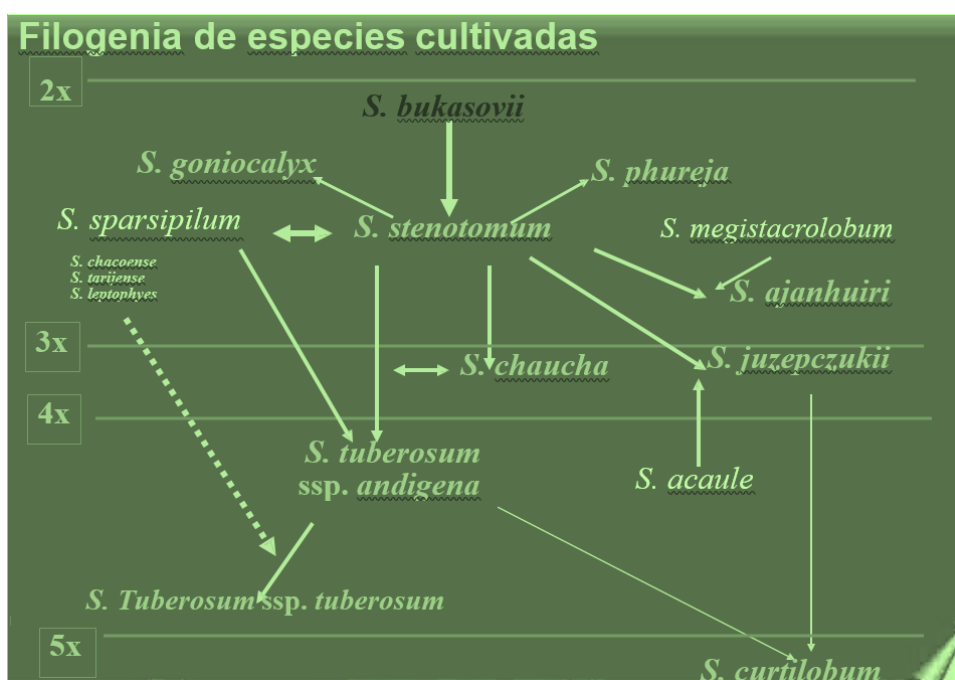 Filogenia de especies cultivadas
2x
S. bukasovii
S. goniocalyx
S. phureja
S. sparsipilum
S. stenotomum
S. megistacrolobum
S. chacoense
S. tarijense
S. leptophyes
S. ajanhuiri
3x
S. chaucha
S. juzepczukii
4x
S. tuberosum
ssp. andigena
S. acaule
S. Tuberosum ssp. tuberosum
5x
S. curtilobum